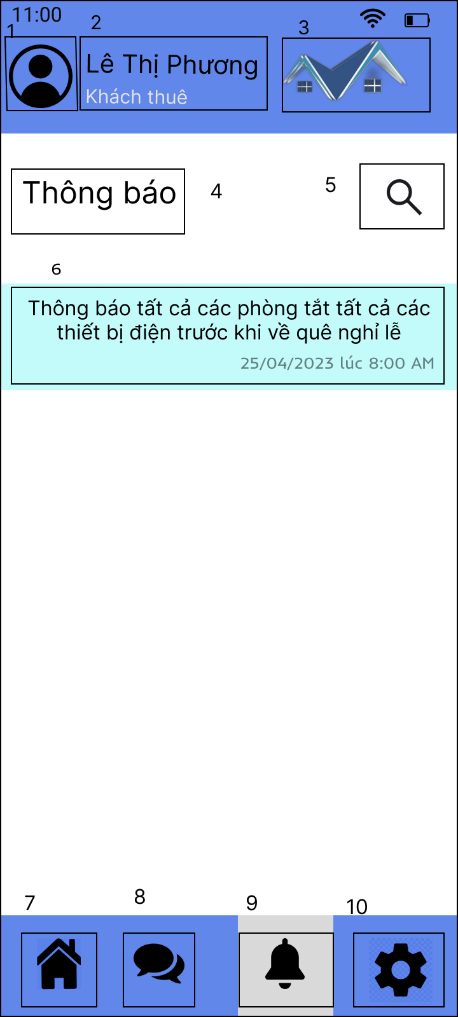 11:00
1
2
3
Lê Thị Phương
Khách thuê
Thông báo
4
5
6
Thông báo tất cả các phòng tắt tất cả các
thiết bị điện trước khi về quê nghỉ lễ
25/04/2023 lúc 8:00 AM
7
8
9
10